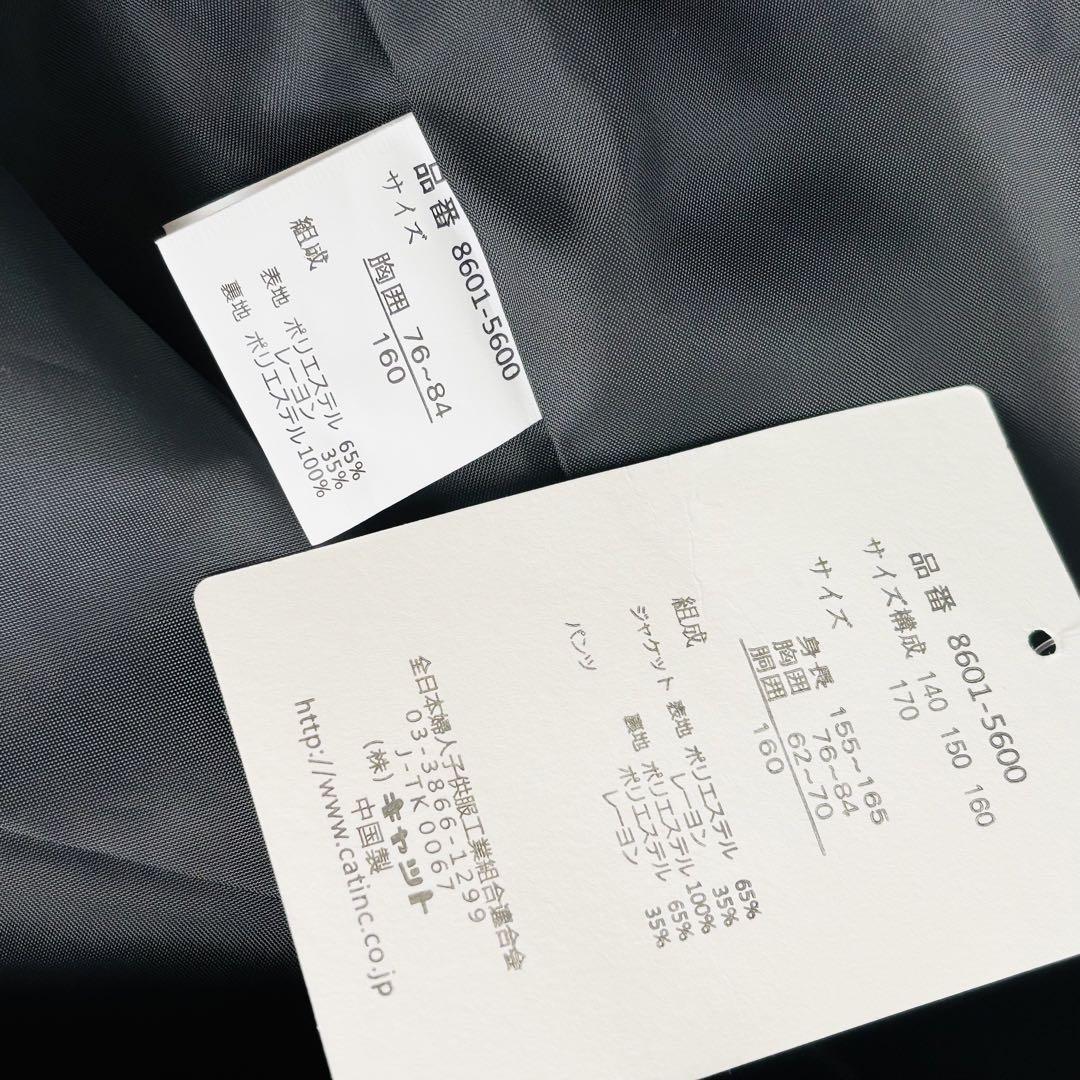 品番 8601-5600
サイズ
胸囲 76~84
160
組成
表地 ポリエステル 65%
レーヨン 35%
裏地 ポリエステル100%
品番 8601-5600
サイズ構成 140 150 160
170
サイズ
身長 155~165
胸囲 76~84
胴囲 62~70
160
組成
ジャケット 表地 ポリエステル 65%
レーヨン 35%
裏地 ポリエステル 100%
パンツ ポリエステル 65%
レーヨン 35%
全日本婦人子供服工業組合連合会
03-3866-1299
J-TK0067
(株)キャット
中国製
http://www.catinc.co.jp